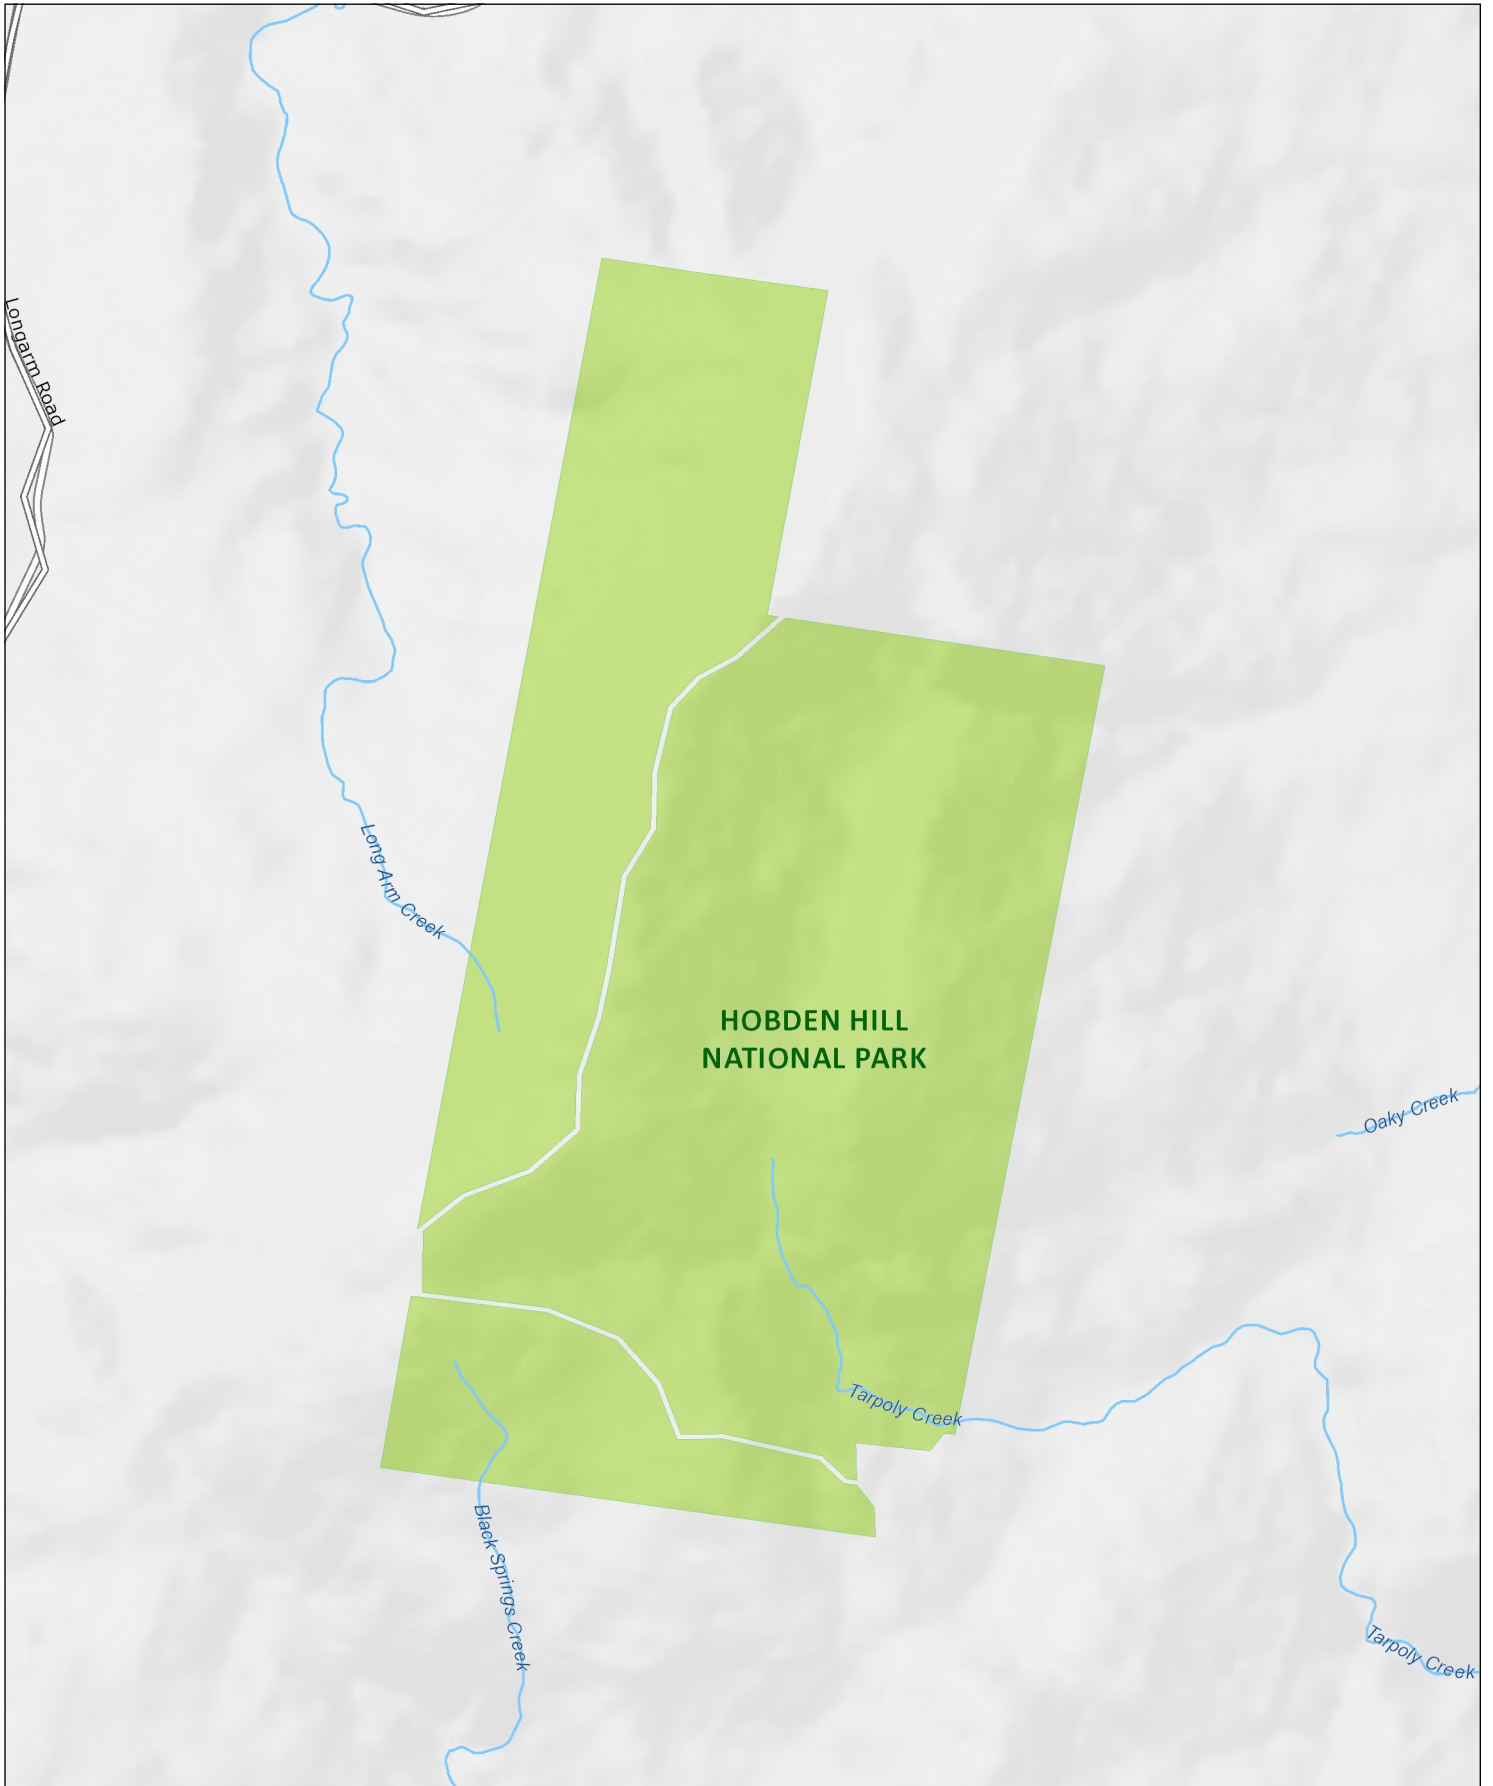 Longarm Road
Long Arm Creek
HOBDEN HILL
NATIONAL PARK
Oaky Creek
Tarpoly Creek
Black Springs Creek
Tarpoly Creek